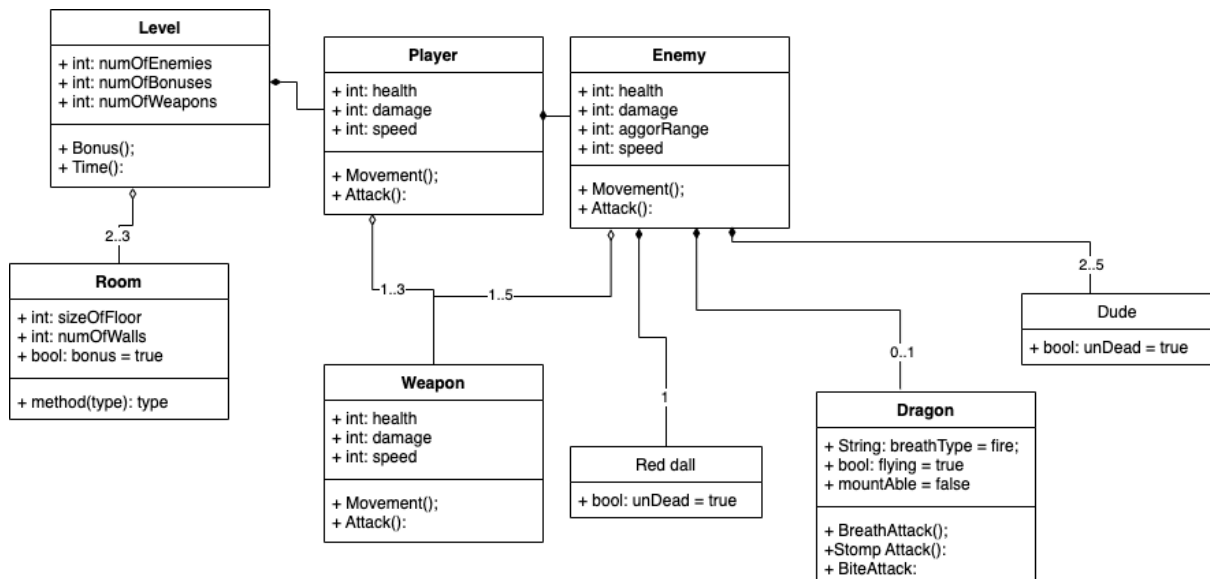 Level
+ int: numOfEnemies
+ int: numOfBonuses
+ int: numOfWeapons
+ Bonus();
+ Time():
Player
+ int: health
+ int: damage
+ int: speed
+ Movement();
+ Attack():
Enemy
+ int: health
+ int: damage
+ int: aggorRange
+ int: speed
+ Movement();
+ Attack():
2..3
1..3
1..5
1
0..1
2..5
Room
+ int: sizeOfFloor
+ int: numOfWalls
+ bool: bonus = true
+ method(type): type
Weapon
+ int: health
+ int: damage
+ int: speed
+ Movement();
+ Attack():
Red dall
+ bool: unDead = true
Dragon
+ String: breathType = fire;
+ bool: flying = true
+ mountAble = false
+ BreathAttack();
+Stomp Attack():
+ BiteAttack:
Dude
+ bool: unDead = true